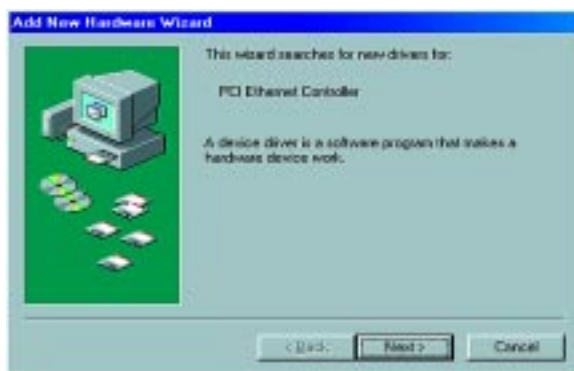 Add New Hardware Wizard
This wizard searches for new drivers for:
PCI Ethernet Controller
A device driver is a software program that makes a
hardware device work.
< Back
Next >
Cancel